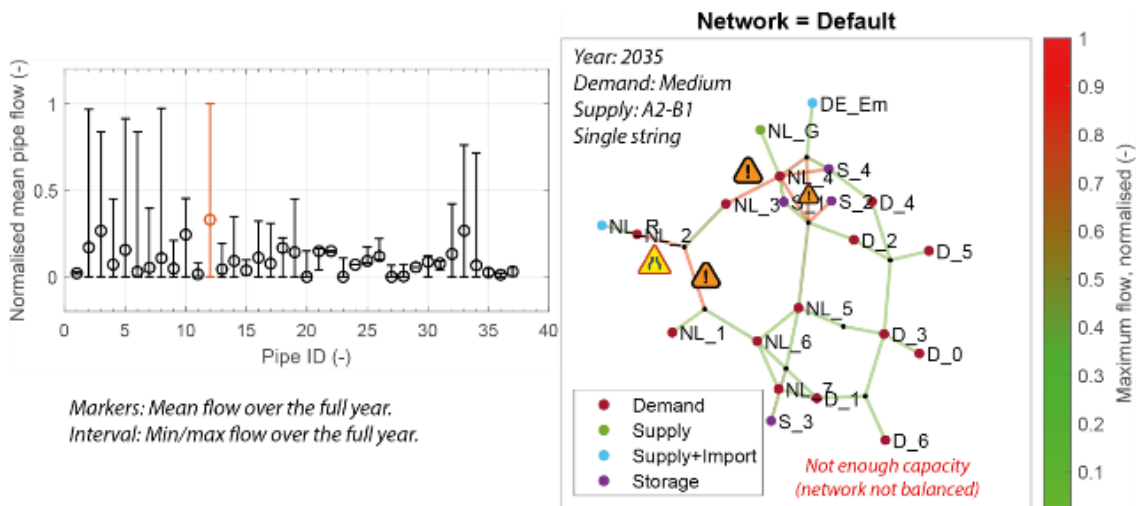 Normalised mean pipe flow (-)
1
0.5
0
0 5 10 15 20 25 30 35 40
Pipe ID (-)
Markers: Mean flow over the full year.
Interval: Min/max flow over the full year.
Network = Default
Year: 2035
Demand: Medium
Supply: A2-B1
Single string
DE_Em
NL_G
NL_4
S_4
NL_3
S_1
S_2
D_4
NL_R
NL_2
D_2
D_5
NL_5
NL_1
NL_6
D_3
D_0
NL_7
D_1
S_3
D_6
Demand
Supply
Supply+Import
Storage
Not enough capacity
(network not balanced)
1
0.9
0.8
0.7
0.6
0.5
0.4
0.3
0.2
0.1
Maximum flow, normalised (-)